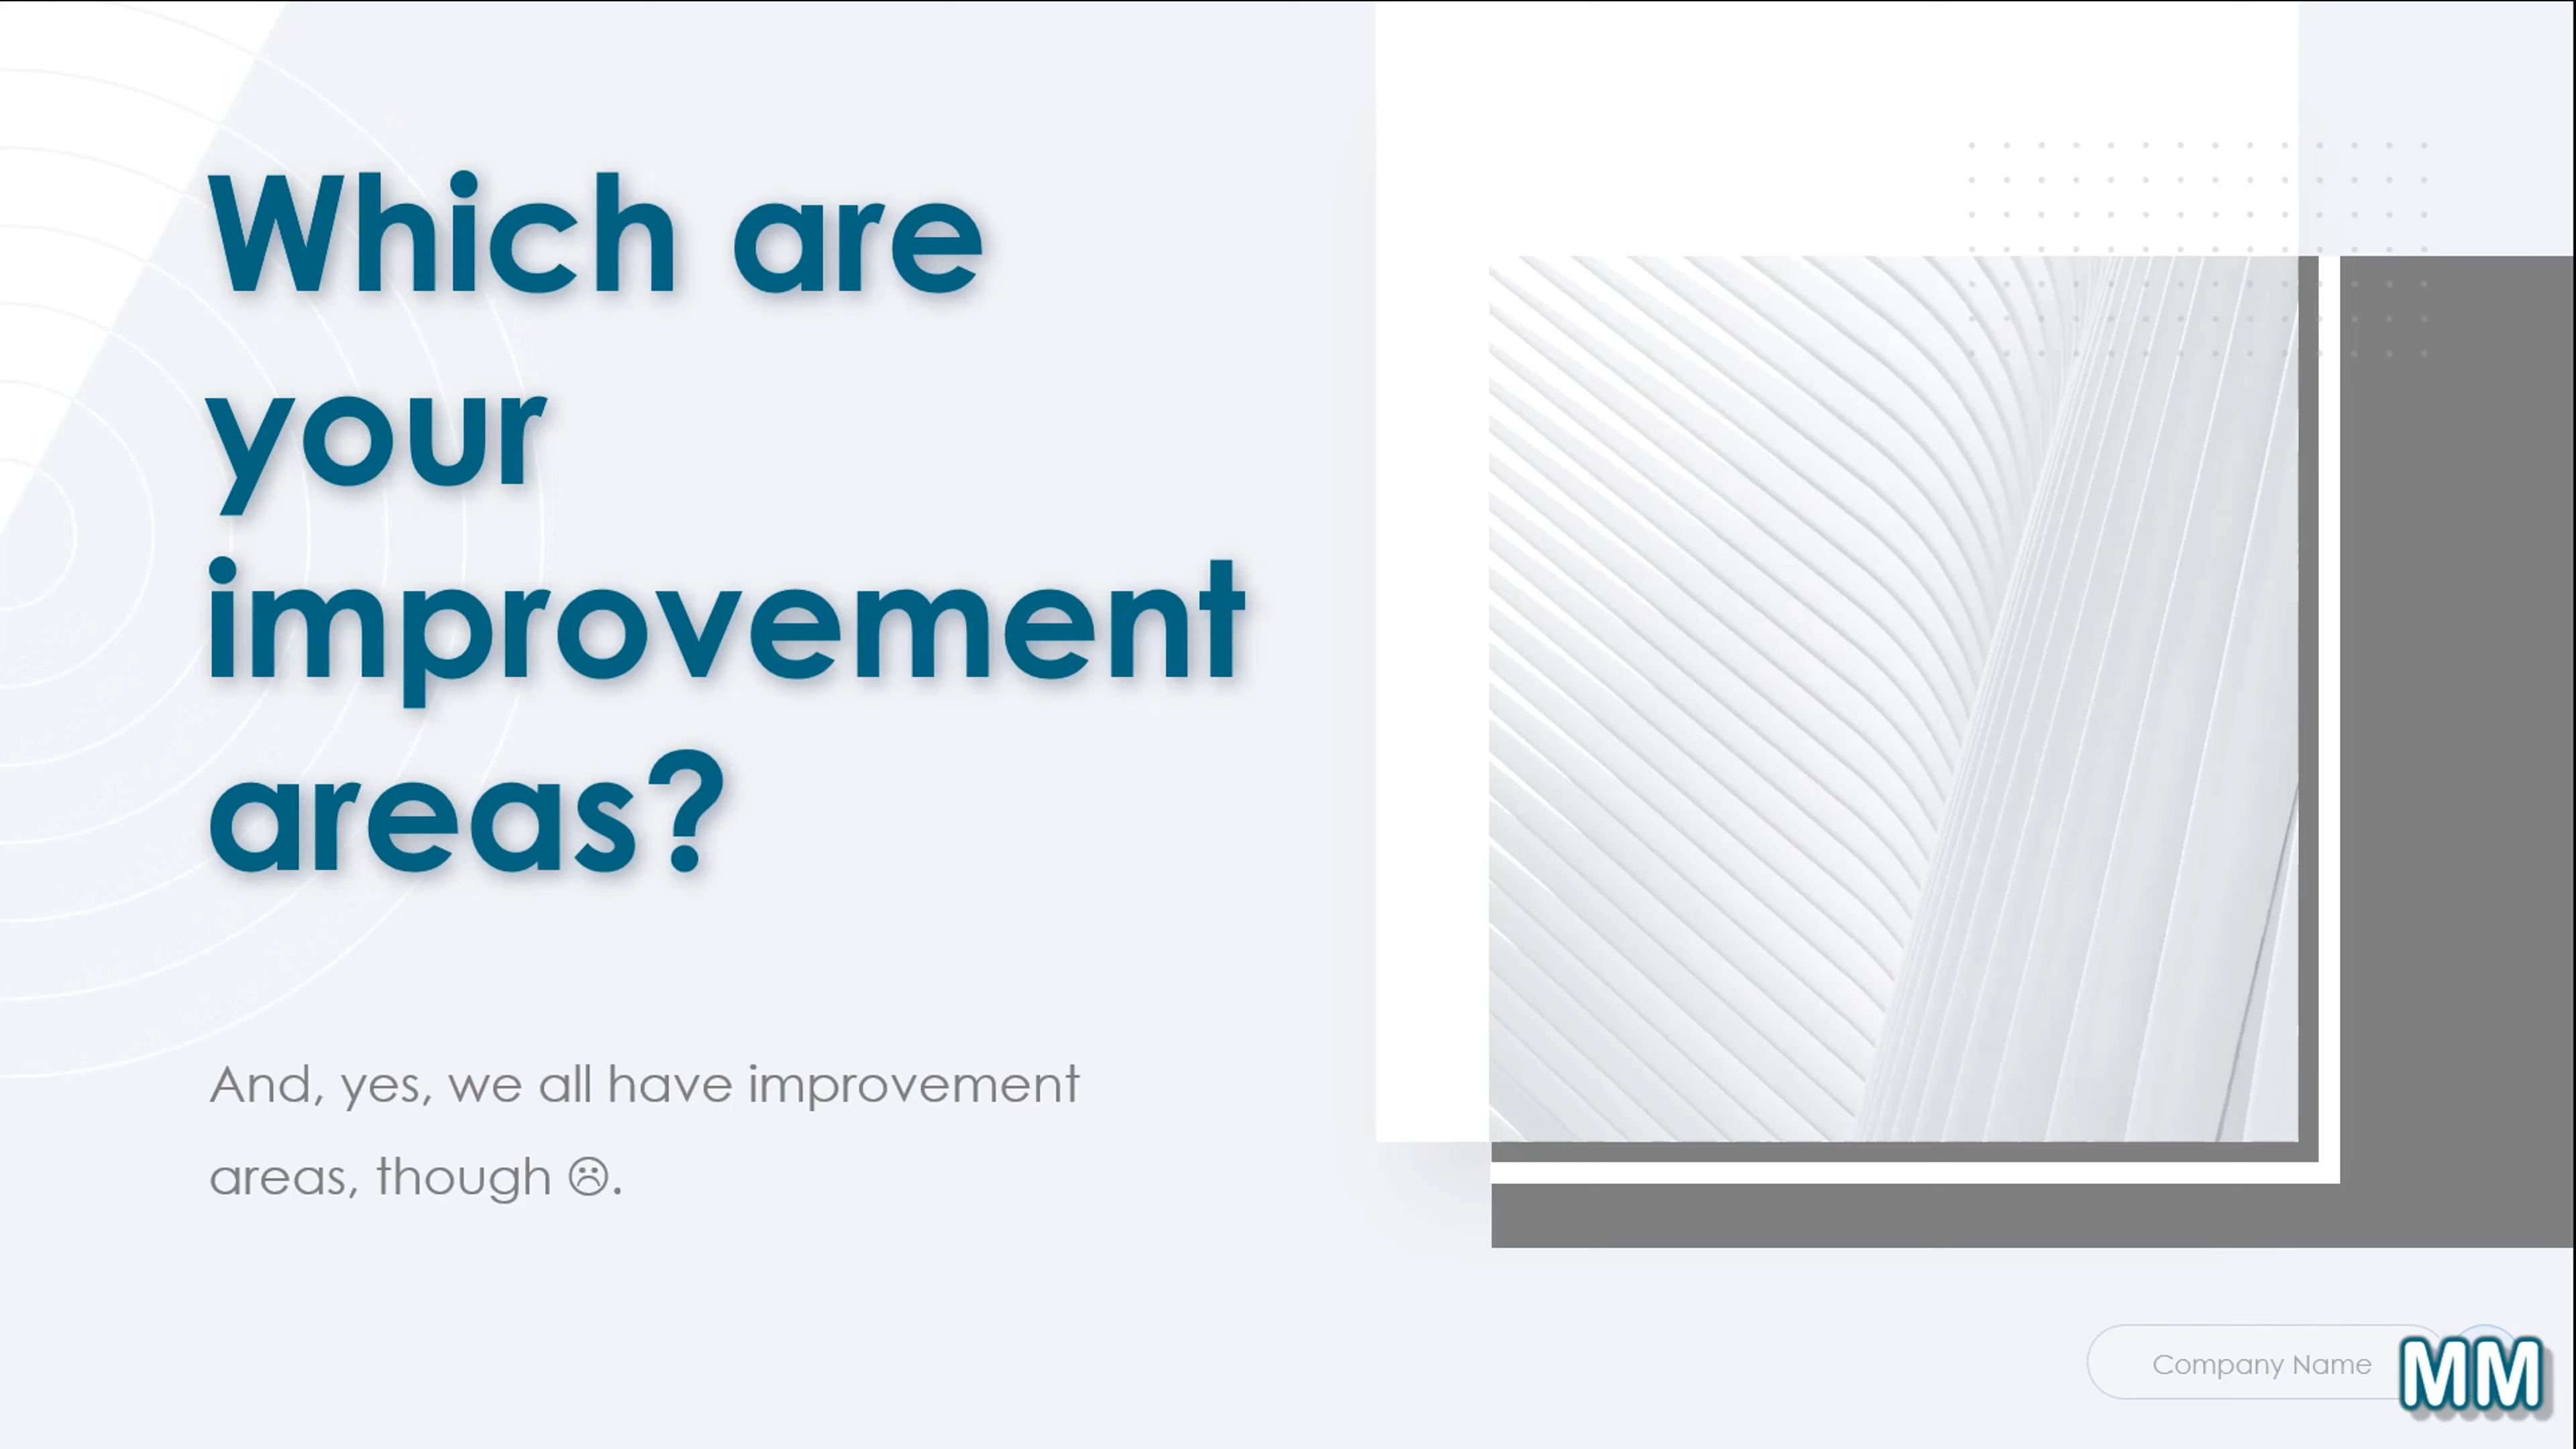 Which are
your
improvement
areas?
And, yes, we all have improvement
areas, though ☹.
Company Name
MM